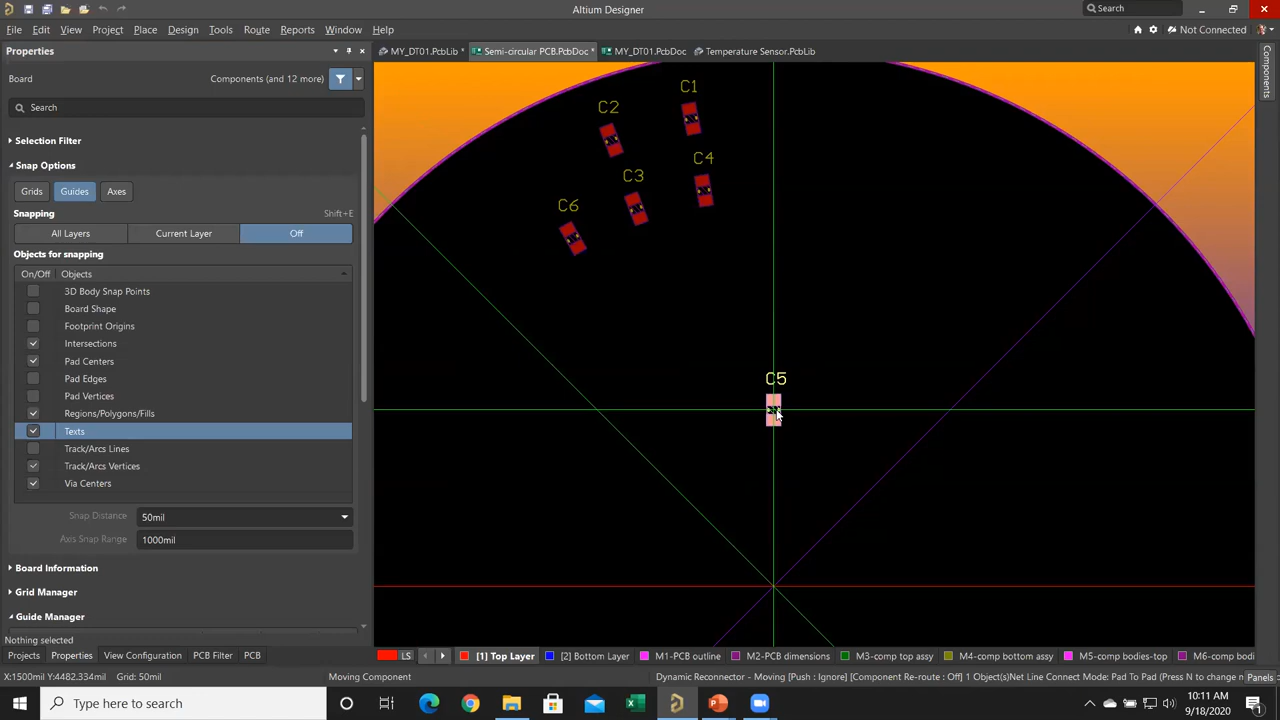 Altium Designer
Search
File Edit View Project Place Design Tools Route Reports Window Help
Not Connected
Properties
MY_DT01.PcbLib *
Semi-circular PCB.PcbDoc *
MY_DT01.PcbDoc
Temperature Sensor.PcbLib
Components
Board
Components (and 12 more)
Search
Selection Filter
Snap Options
Grids
Guides
Axes
Snapping
Shift+E
All Layers
Current Layer
Off
Objects for snapping
On/Off Objects
3D Body Snap Points
Board Shape
Footprint Origins
Intersections
Pad Centers
Pad Edges
Pad Vertices
Regions/Polygons/Fills
Texts
Track/Arcs Lines
Track/Arcs Vertices
Via Centers
Snap Distance 50mil
Axis Snap Range 1000mil
Board Information
Grid Manager
Guide Manager
Nothing selected
C1
C2
C4
C3
C6
C5
Projects Properties View Configuration PCB Filter PCB
LS
[1] Top Layer
[2] Bottom Layer
M1-PCB outline
M2-PCB dimensions
M3-comp top assy
M4-comp bottom assy
M5-comp bodies-top
M6-comp bodi
X:1500mil Y:4482.334mil Grid: 50mil
Moving Component
Dynamic Reconnector - Moving [Push : Ignore] [Component Re-route : Off] 1 Object(s)Net Line Connect Mode: Pad To Pad (Press N to change m
Panels
Type here to search
10:11 AM
9/18/2020
1